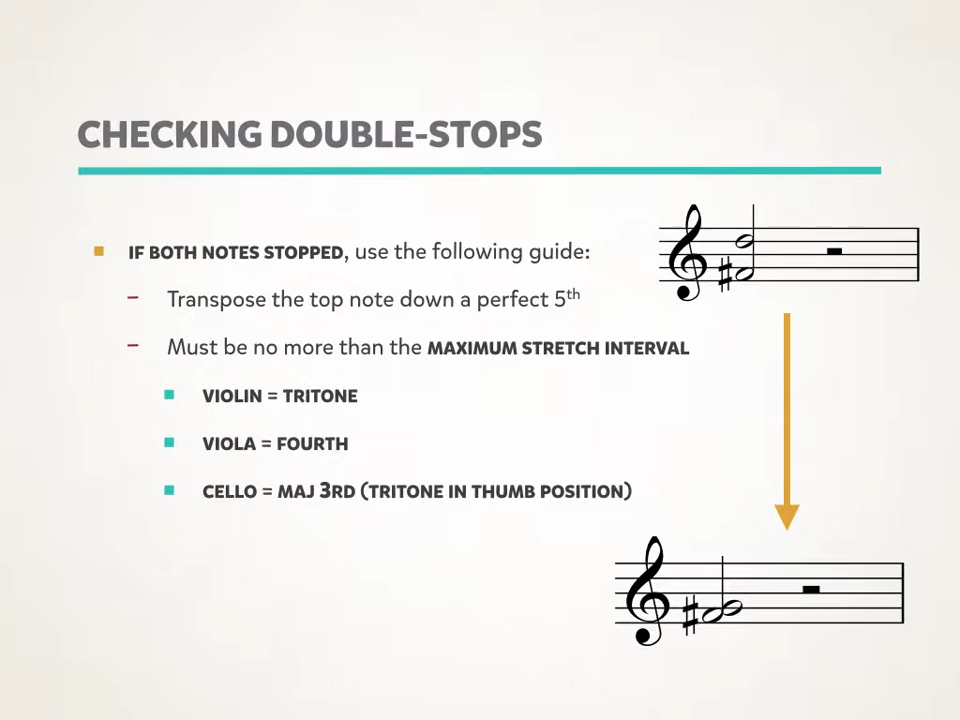 CHECKING DOUBLE-STOPS
IF BOTH NOTES STOPPED, use the following guide:
Transpose the top note down a perfect 5th
Must be no more than the MAXIMUM STRETCH INTERVAL
VIOLIN = TRITONE
VIOLA = FOURTH
CELLO = MAJ 3RD (TRITONE IN THUMB POSITION)